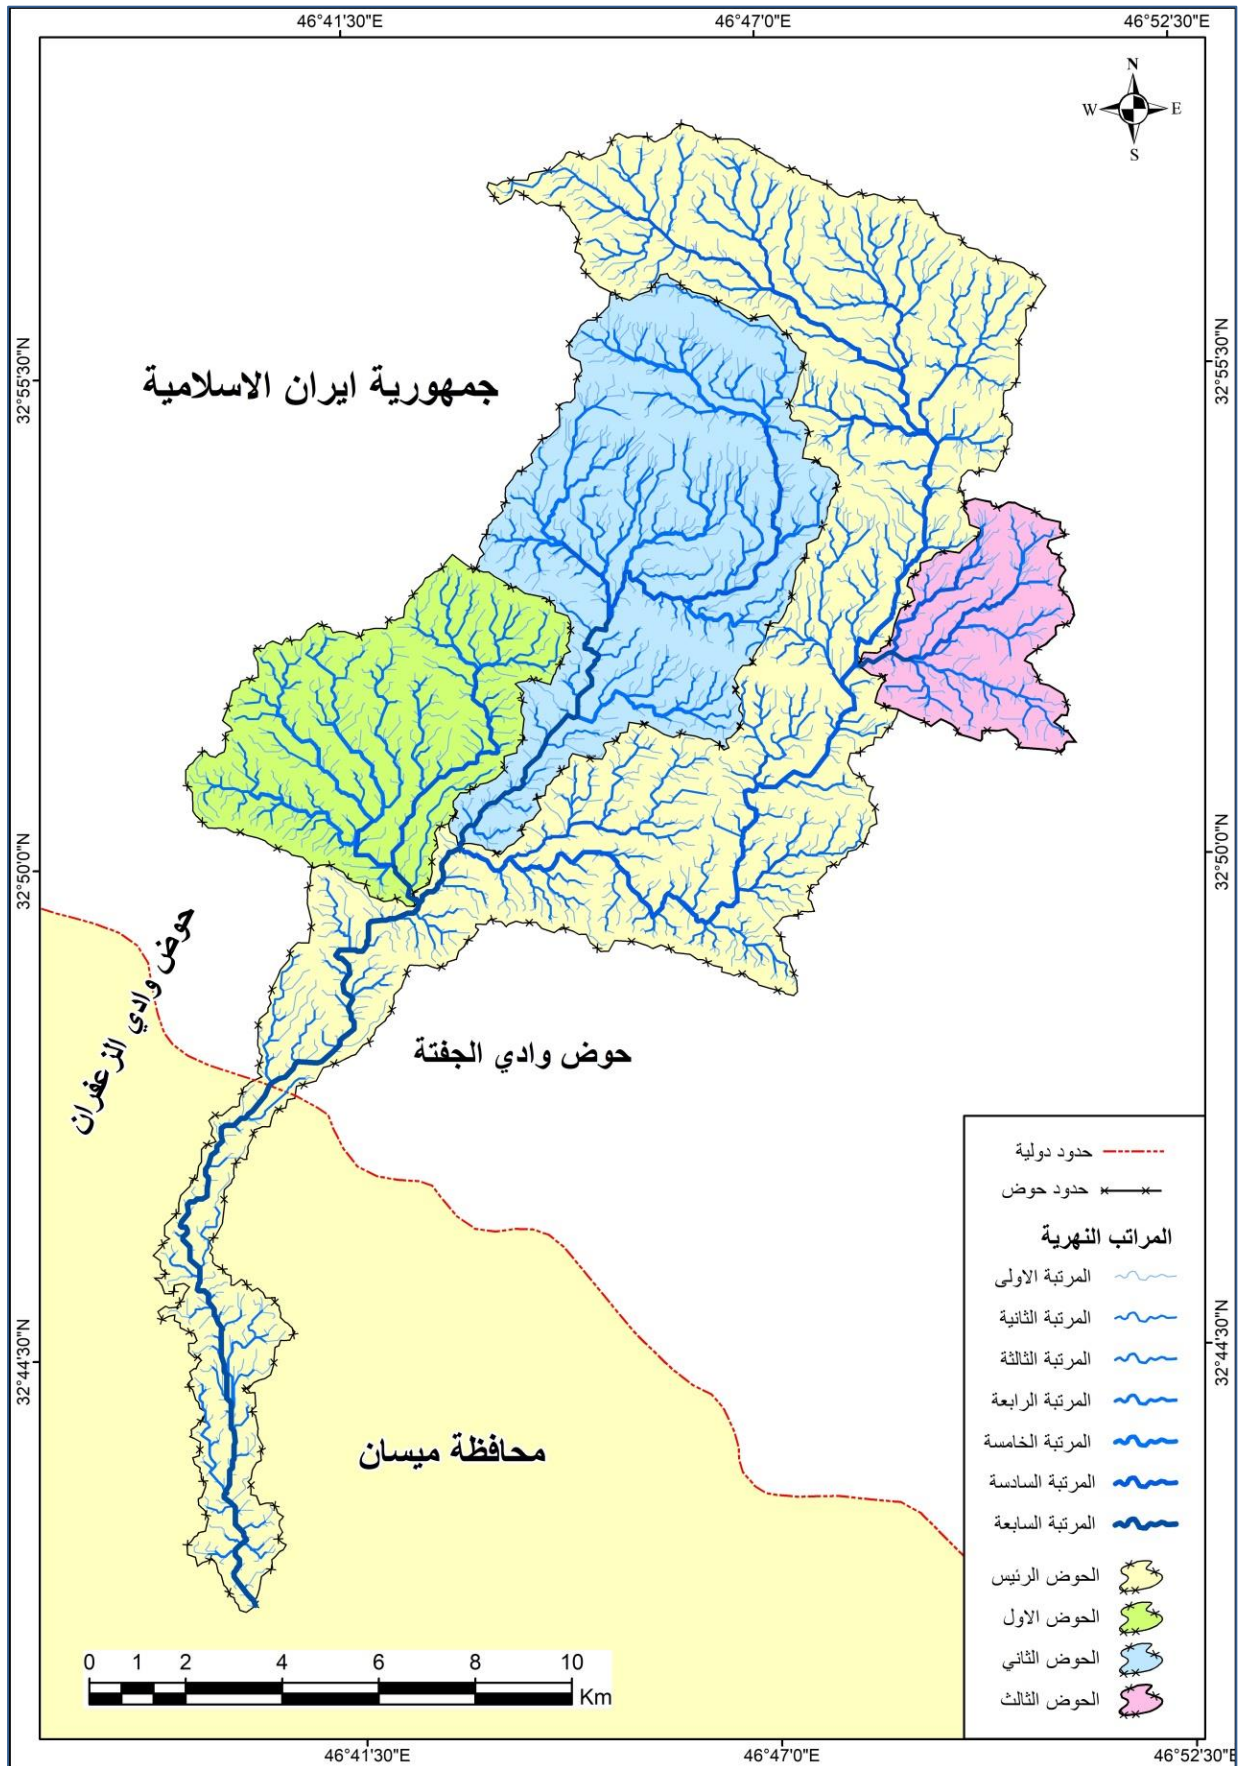 46°41'30"E
46°47'0"E
46°52'30"E
N
W E
S
32°55'30"N
32°55'30"N
جمهورية ايران الاسلامية
32°50'0"N
32°50'0"N
حوض وادي الزعفران
حوض وادي الجفتة
حدود دولية
حدود حوض
المراتب النهرية
المرتبة الاولى
المرتبة الثانية
المرتبة الثالثة
المرتبة الرابعة
المرتبة الخامسة
المرتبة السادسة
المرتبة السابعة
الحوض الرئيس
الحوض الاول
الحوض الثاني
الحوض الثالث
32°44'30"N
32°44'30"N
محافظة ميسان
0 1 2 4 6 8 10
Km
46°41'30"E
46°47'0"E
46°52'30"E